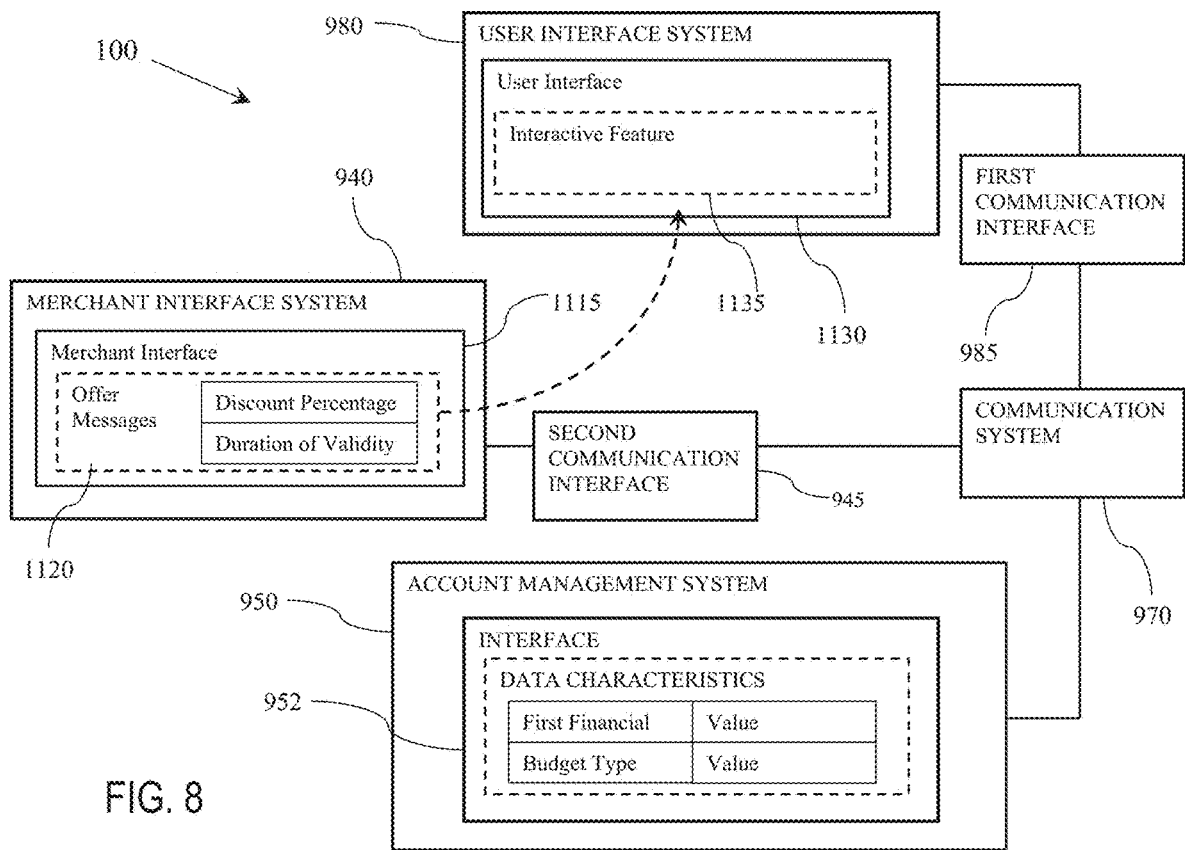 980
USER INTERFACE SYSTEM
100
User Interface
Interactive Feature
940
FIRST
COMMUNICATION
INTERFACE
MERCHANT INTERFACE SYSTEM
1115
1135
1130
985
Merchant Interface
Offer
Messages
Discount Percentage
Duration of Validity
SECOND
COMMUNICATION
INTERFACE
COMMUNICATION
SYSTEM
945
1120
ACCOUNT MANAGEMENT SYSTEM
950
970
INTERFACE
DATA CHARACTERISTICS
952
First Financial
Value
Budget Type
Value
FIG. 8